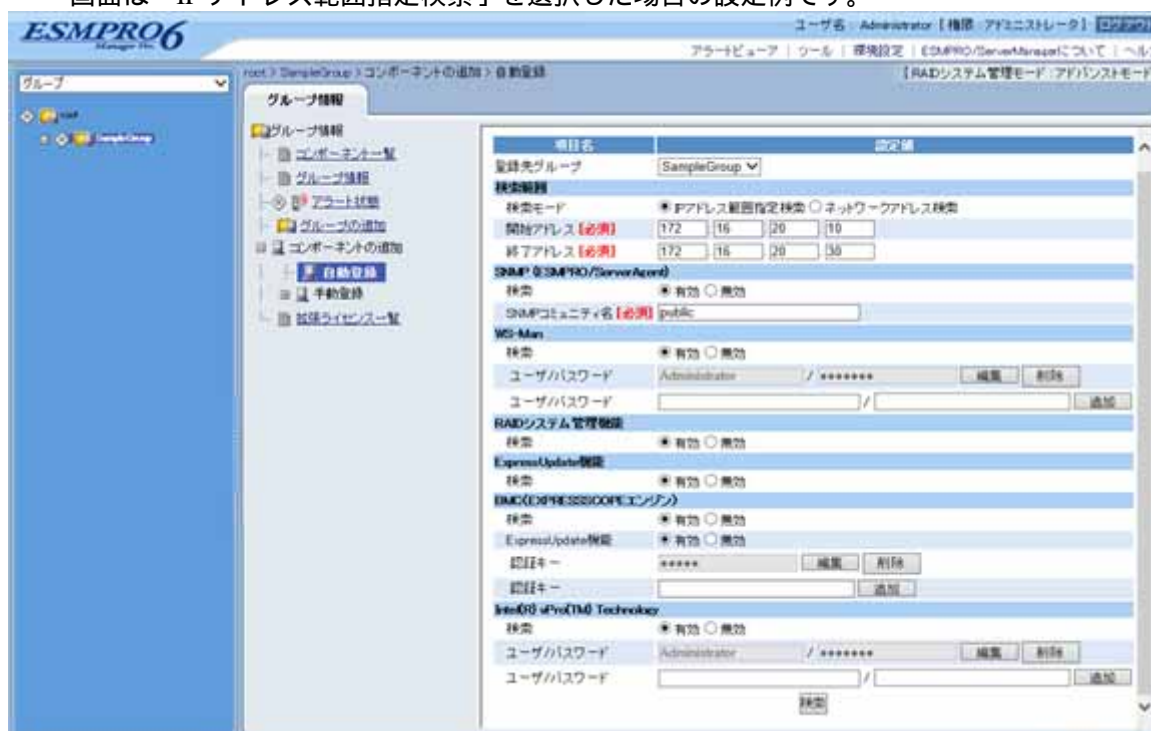 画面は「IPアドレス範囲指定検索」を選択した場合の設定例です。
ESMPRO6
Manager
ユーザ名 : Administrator 【権限 : アドミニストレータ】 ログアウト
アラートビューア | ツール | 環境設定 | ESMPRO/ServerManagerについて | ヘル
グループ
root
SampleGroup
root > SampleGroup > コンポーネントの追加 > 自動登録
【RAIDシステム管理モード : アドバンストモード
グループ情報
グループ情報
コンポーネント一覧
グループ情報
アラート状態
グループの追加
コンポーネントの追加
自動登録
手動登録
拡張ライセンス一覧
項目名 設定値
登録先グループ SampleGroup
検索範囲
検索モード IPアドレス範囲指定検索 ネットワークアドレス検索
開始アドレス【必須】 172 16 20 10
終了アドレス【必須】 172 16 20 30
SNMP (ESMPRO/ServerAgent)
検索 有効 無効
SNMPコミュニティ名【必須】 public
WS-Man
検索 有効 無効
ユーザ/パスワード Administrator / ******* 編集 削除
ユーザ/パスワード / 追加
RAIDシステム管理機能
検索 有効 無効
ExpressUpdate機能
検索 有効 無効
BMC(EXPRESSSCOPEエンジン)
検索 有効 無効
ExpressUpdate機能 有効 無効
認証キー ***** 編集 削除
認証キー 追加
Intel(R) vPro(TM) Technology
検索 有効 無効
ユーザ/パスワード Administrator / ******* 編集 削除
ユーザ/パスワード / 追加
検索